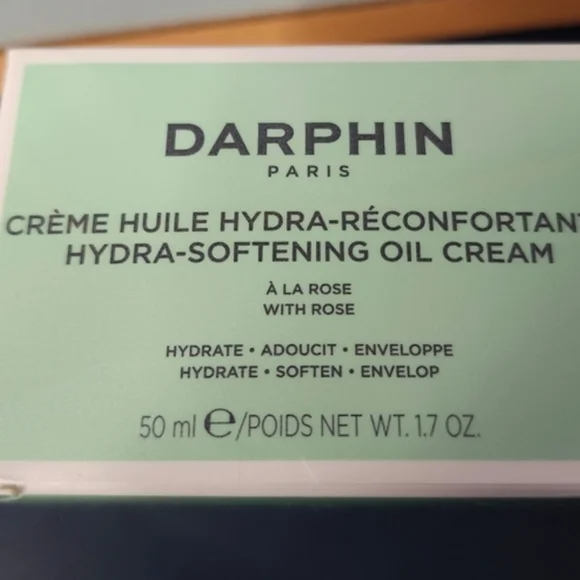 DARPHIN
PARIS
CRÈME HUILE HYDRA-RÉCONFORTANT
HYDRA-SOFTENING OIL CREAM
À LA ROSE
WITH ROSE
HYDRATE • ADOUCIT • ENVELOPPE
HYDRATE • SOFTEN • ENVELOP
50 ml ℮/POIDS NET WT. 1.7 OZ.